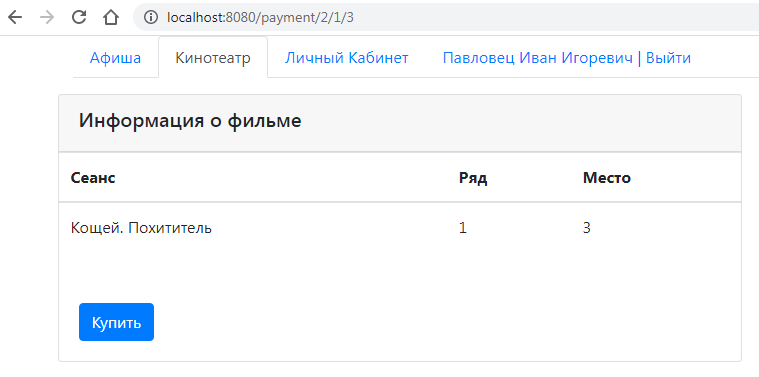 localhost:8080/payment/2/1/3
Афиша Кинотеатр Личный Кабинет Павловец Иван Игоревич | Выйти
Информация о фильме
Сеанс Ряд Место
Кощей. Похититель 1 3
Купить